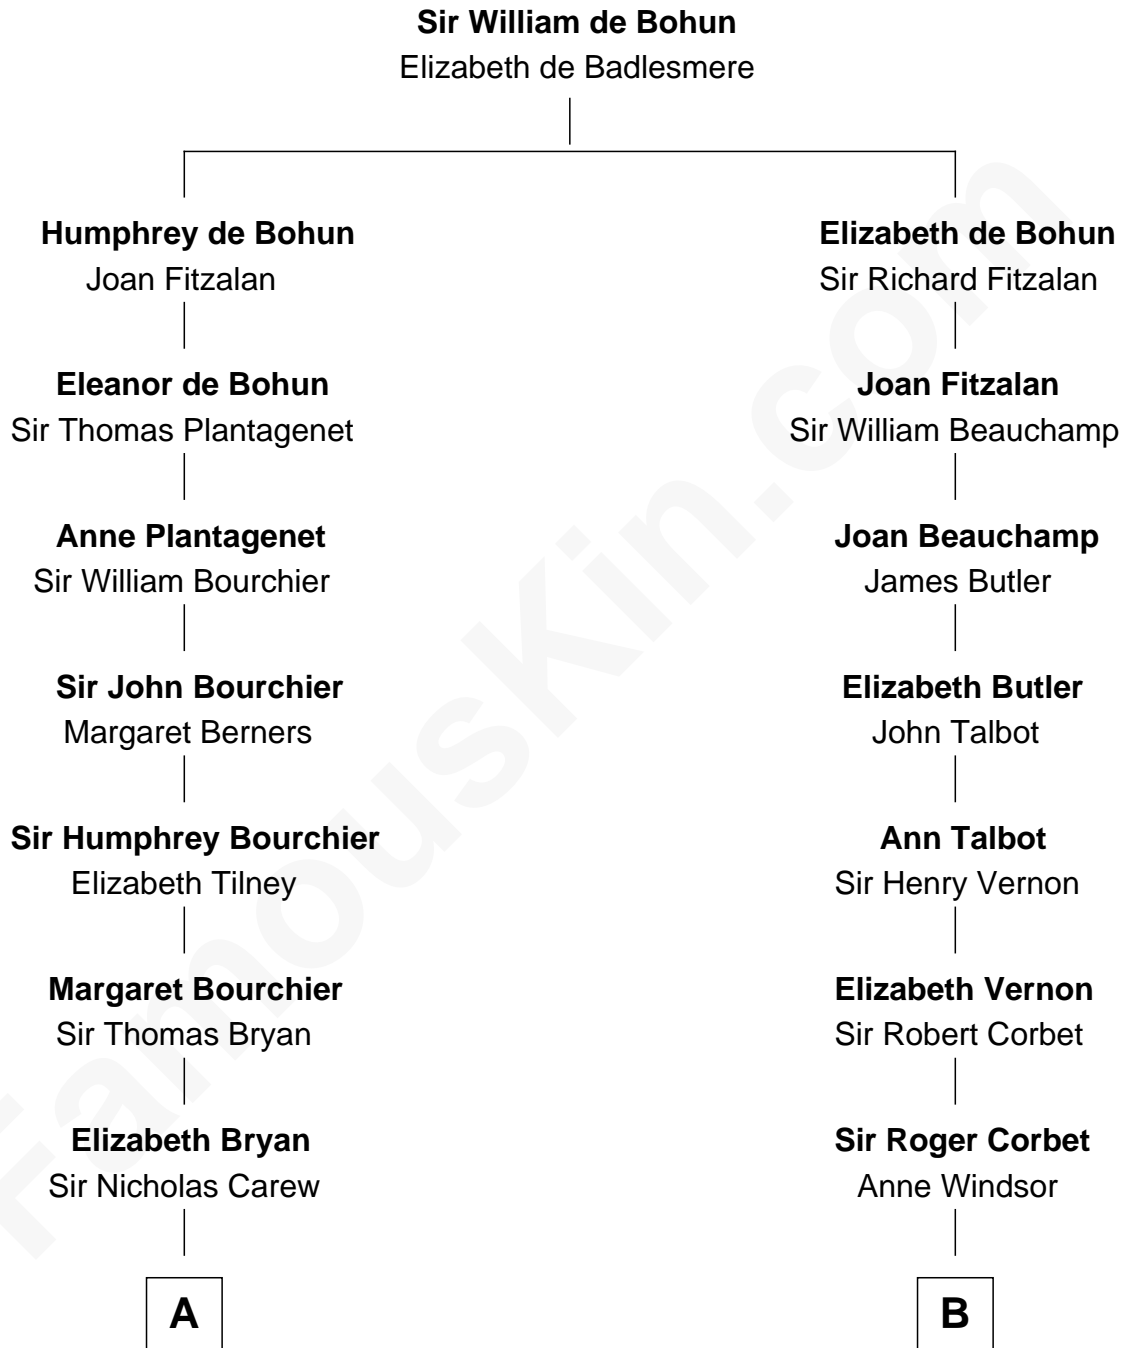 Sir William de Bohun
Elizabeth de Badlesmere
Humphrey de Bohun
Joan Fitzalan
Elizabeth de Bohun
Sir Richard Fitzalan
Eleanor de Bohun
Sir Thomas Plantagenet
Joan Fitzalan
Sir William Beauchamp
Anne Plantagenet
Sir William Bourchier
Joan Beauchamp
James Butler
Sir John Bourchier
Margaret Berners
Elizabeth Butler
John Talbot
Sir Humphrey Bourchier
Elizabeth Tilney
Ann Talbot
Sir Henry Vernon
Margaret Bourchier
Sir Thomas Bryan
Elizabeth Vernon
Sir Robert Corbet
Elizabeth Bryan
Sir Nicholas Carew
Sir Roger Corbet
Anne Windsor
A
B
FamousKin.com